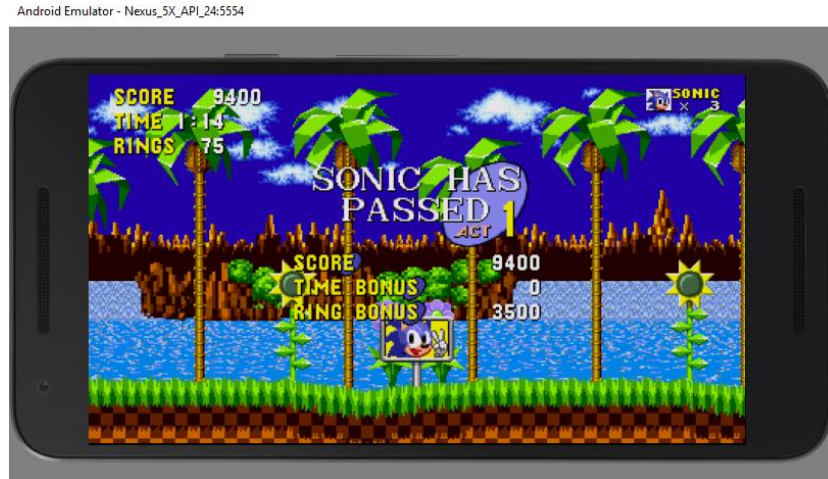 Android Emulator - Nexus_5X_API_24:5554
SCORE 9400
TIME 1:14
RINGS 75
SONIC
× 3
SONIC HAS
PASSED
ACT 1
SCORE 9400
TIME BONUS 0
RING BONUS 3500